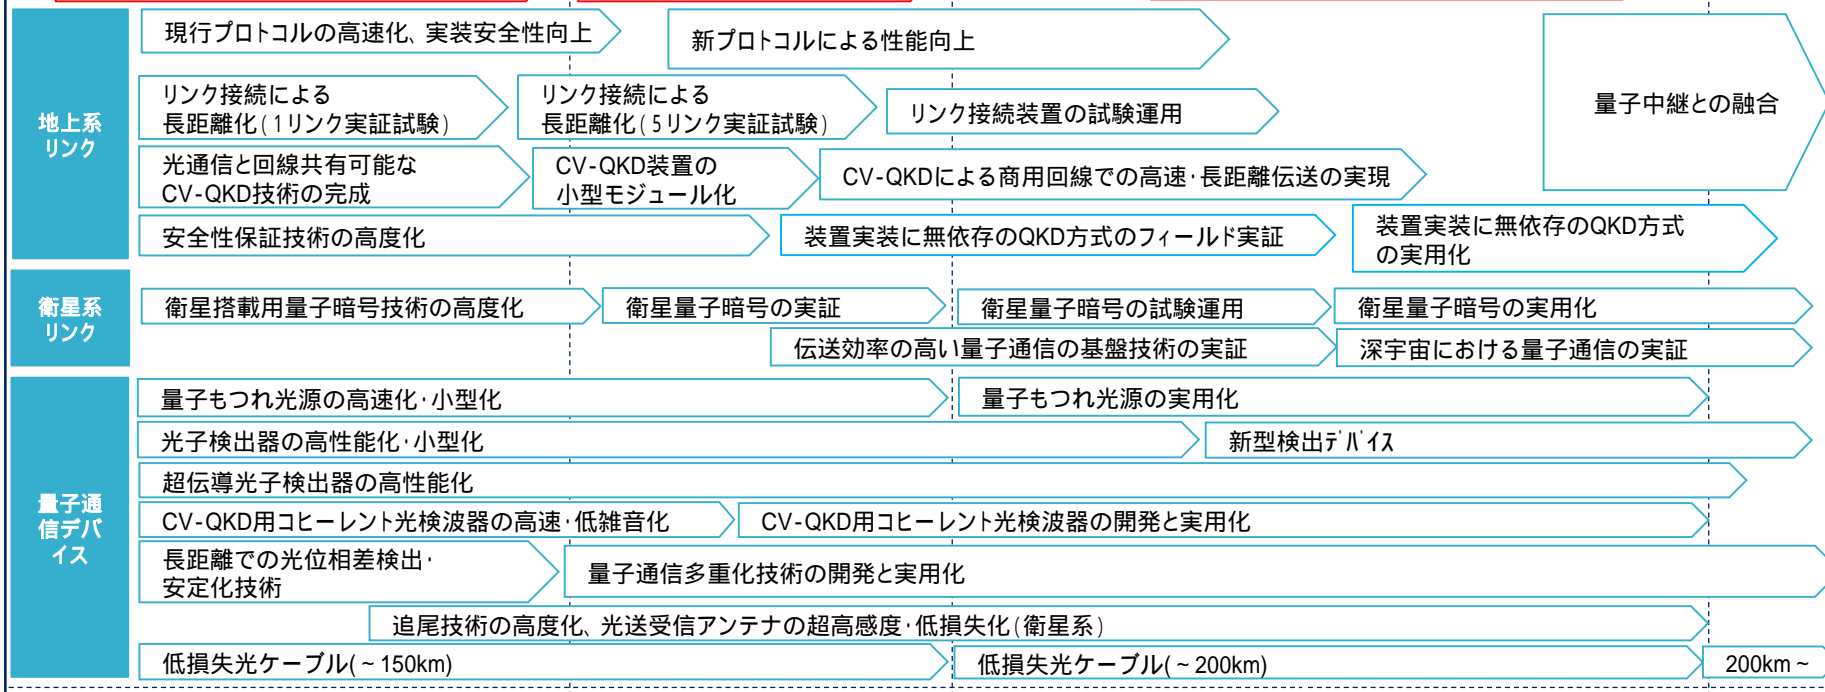 現行プロトコルの高速化、実装安全性向上
新プロトコルによる性能向上
地上系
リンク
リンク接続による
長距離化(1リンク実証試験)
リンク接続による
長距離化(5リンク実証試験)
リンク接続装置の試験運用
量子中継との融合
光通信と回線共有可能な
CV-QKD技術の完成
CV-QKD装置の
小型モジュール化
CV-QKDによる商用回線での高速･長距離伝送の実現
安全性保証技術の高度化
装置実装に無依存のQKD方式のフィールド実証
装置実装に無依存のQKD方式
の実用化
衛星系
リンク
衛星搭載用量子暗号技術の高度化
衛星量子暗号の実証
衛星量子暗号の試験運用
衛星量子暗号の実用化
伝送効率の高い量子通信の基盤技術の実証
深宇宙における量子通信の実証
量子通
信デバ
イス
量子もつれ光源の高速化･小型化
量子もつれ光源の実用化
光子検出器の高性能化･小型化
新型検出ﾃﾞﾊﾞｲｽ
超伝導光子検出器の高性能化
CV-QKD用コヒーレント光検波器の高速･低雑音化
CV-QKD用コヒーレント光検波器の開発と実用化
長距離での光位相差検出･
安定化技術
量子通信多重化技術の開発と実用化
追尾技術の高度化、光送受信アンテナの超高感度･低損失化(衛星系)
低損失光ケーブル(~150km)
低損失光ケーブル(~200km)
200km~